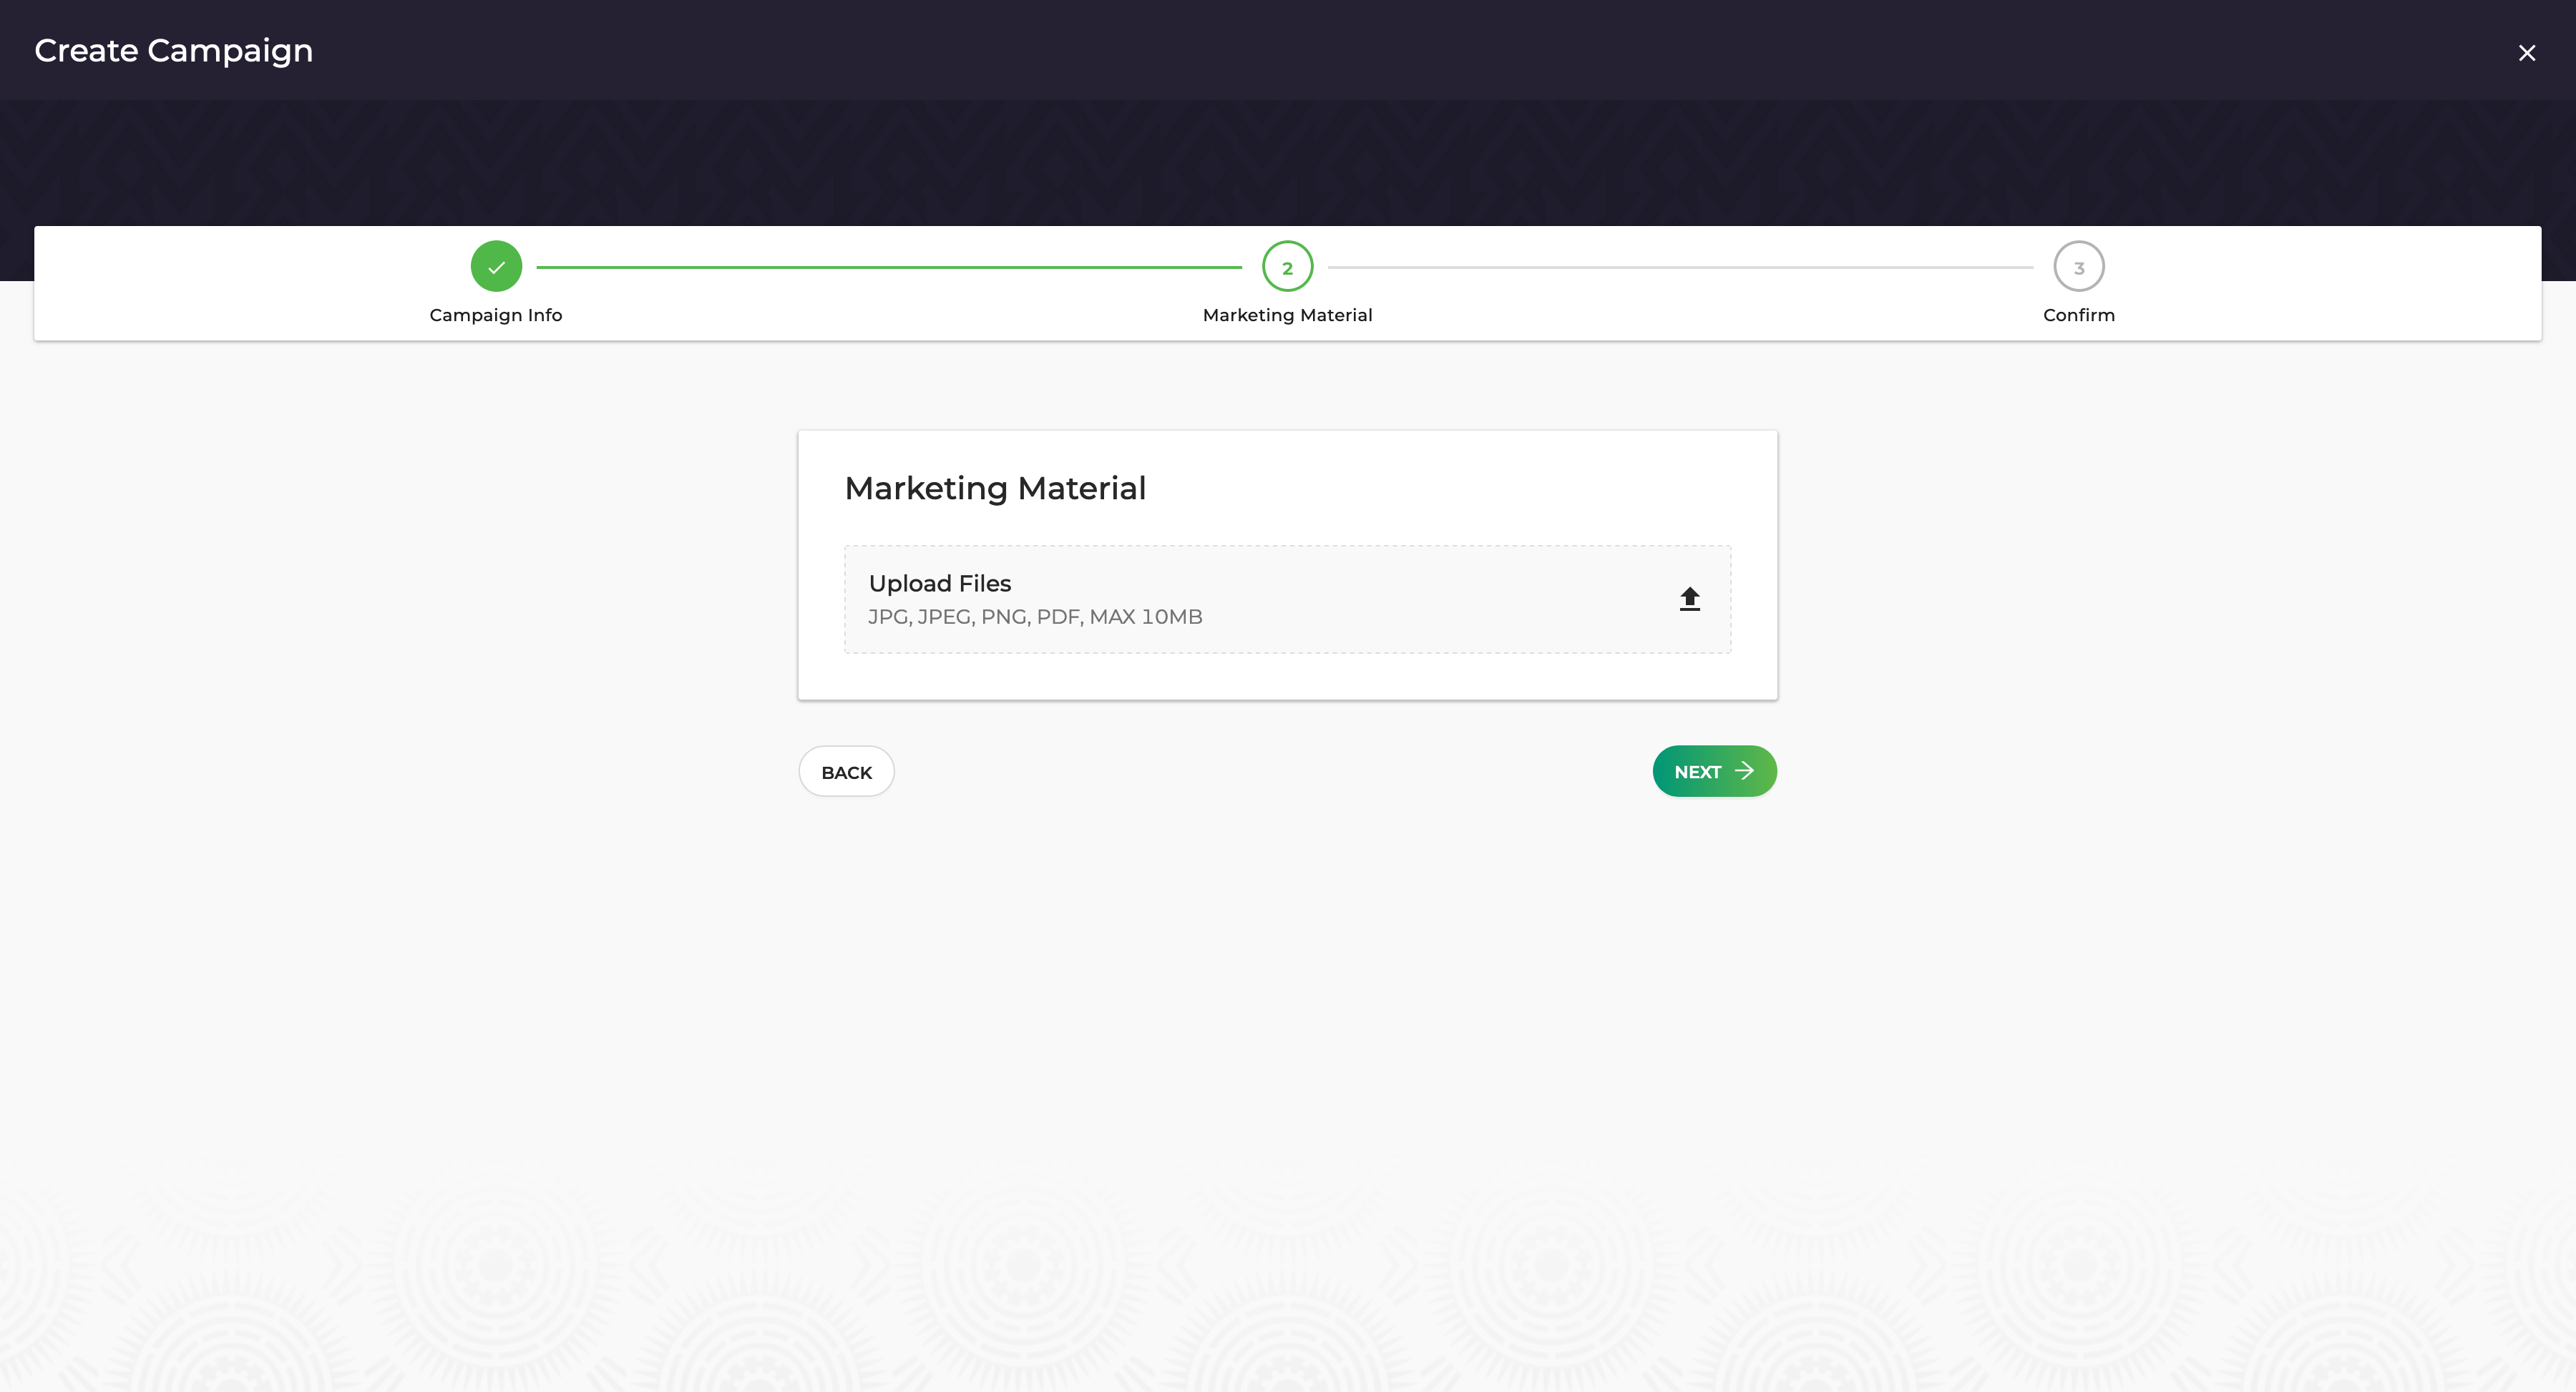 Create Campaign
2
3
Campaign Info
Marketing Material
Confirm
Marketing Material
Upload Files
JPG, JPEG, PNG, PDF, MAX 10MB
BACK
NEXT